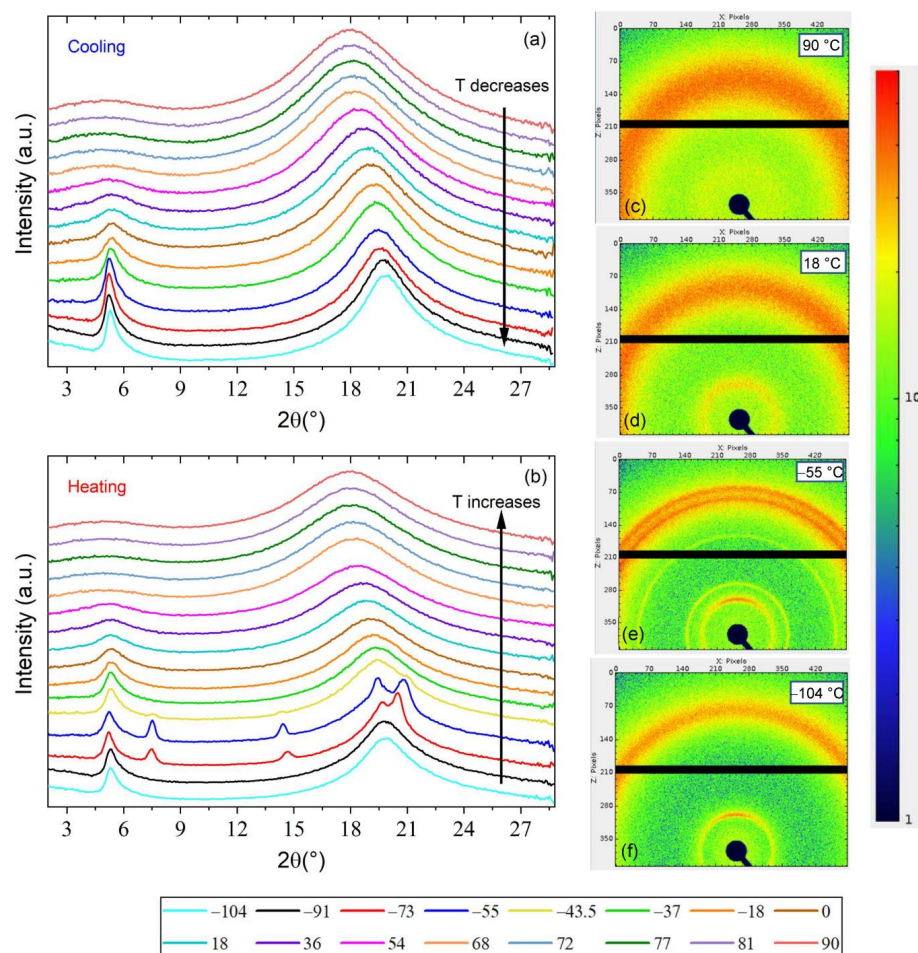 (a)
Cooling
T decreases
Intensity (a.u.)
3 6 9 12 15 18 21 24 27
2θ(°)
(b)
Heating
T increases
Intensity (a.u.)
3 6 9 12 15 18 21 24 27
2θ(°)
X: Pixels
0 70 140 210 280 350 420
Z: Pixels
0
70
140
210
280
350
90 °C
(c)
X: Pixels
0 70 140 210 280 350 420
Z: Pixels
0
70
140
210
280
350
18 °C
(d)
X: Pixels
0 70 140 210 280 350 420
Z: Pixels
0
70
140
210
280
350
−55 °C
(e)
X: Pixels
0 70 140 210 280 350 420
Z: Pixels
0
70
140
210
280
350
−104 °C
(f)
10
1
−104 −91 −73 −55 −43.5 −37 −18 0
18 36 54 68 72 77 81 90